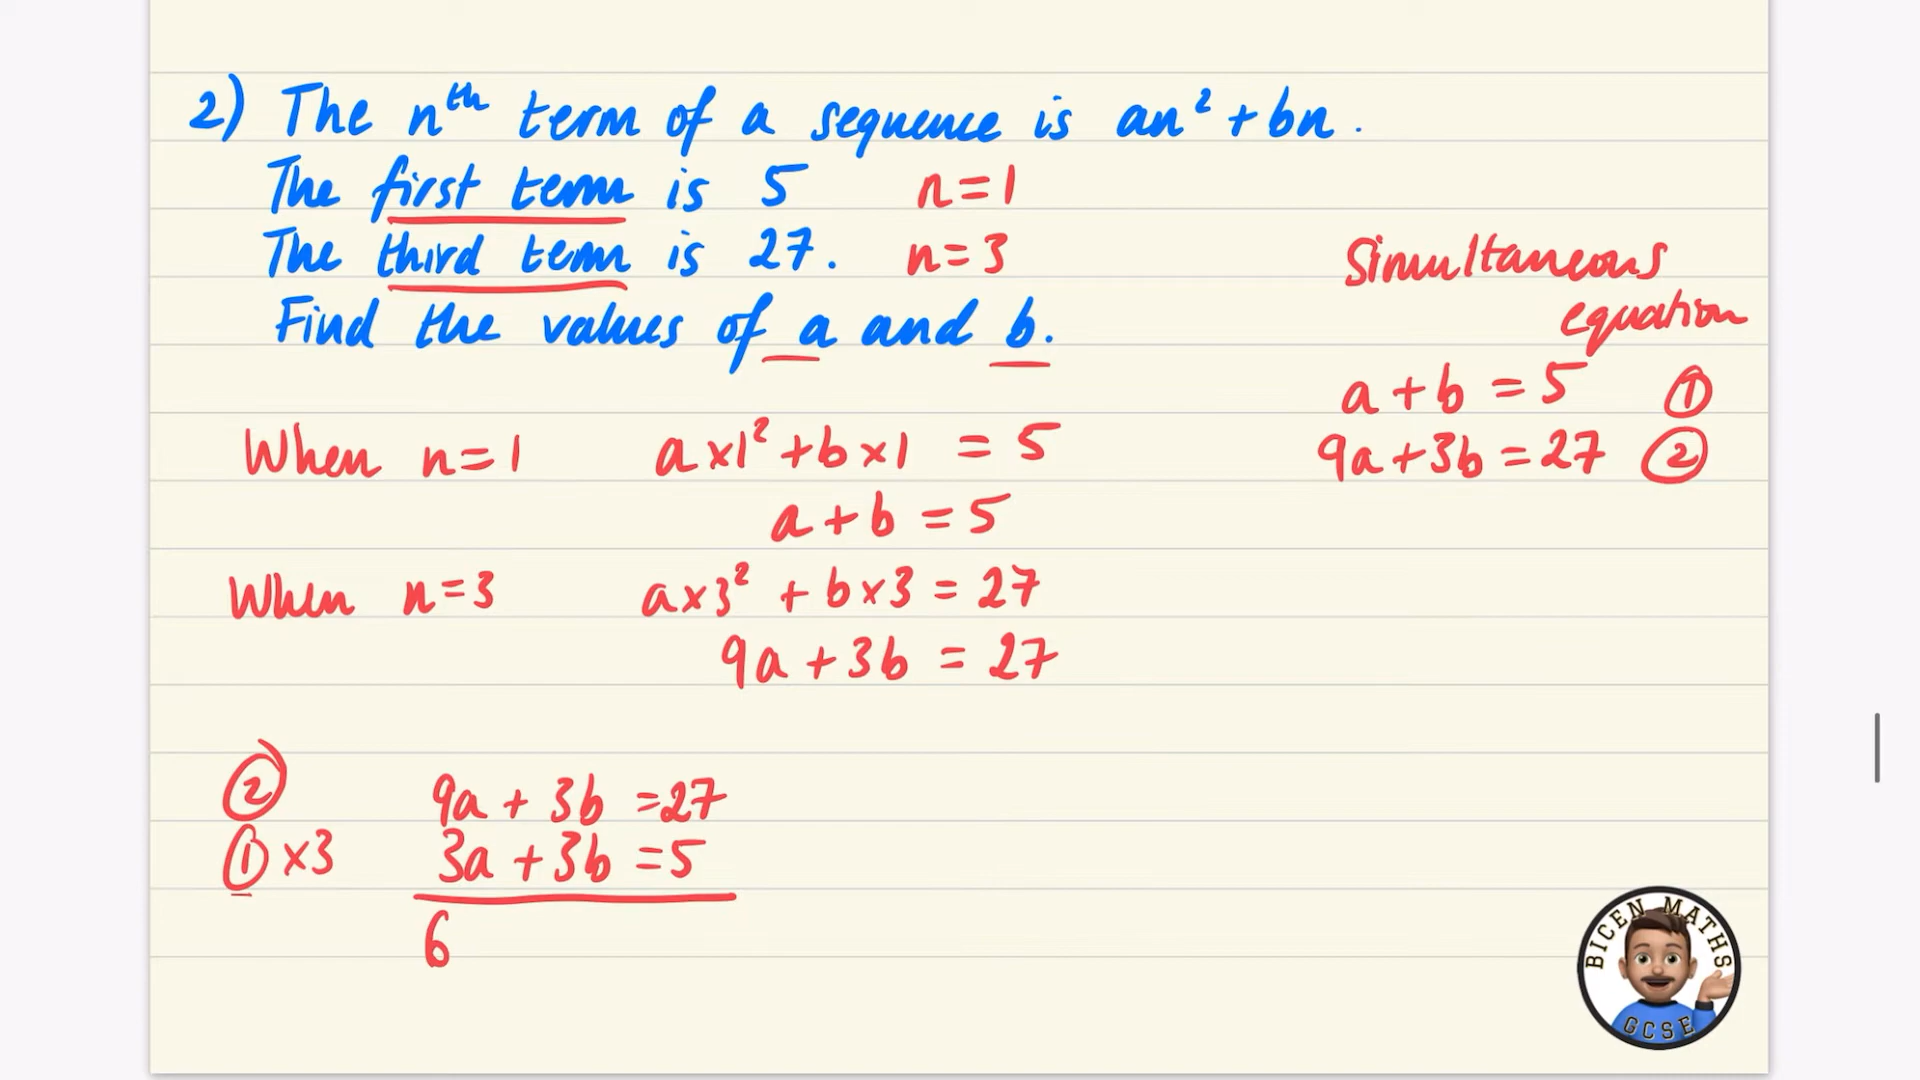 2) The nth term of a sequence is an² + bn.
The first term is 5 n=1
The third term is 27. n=3
Find the values of a and b.
Simultaneous
equation
a + b = 5 ①
9a + 3b = 27 ②
When n=1 a×1² + b×1 = 5
a + b = 5
When n=3 a×3² + b×3 = 27
9a + 3b = 27
② 9a + 3b = 27
① ×3 3a + 3b = 5
6
BICEN MATHS
GCSE